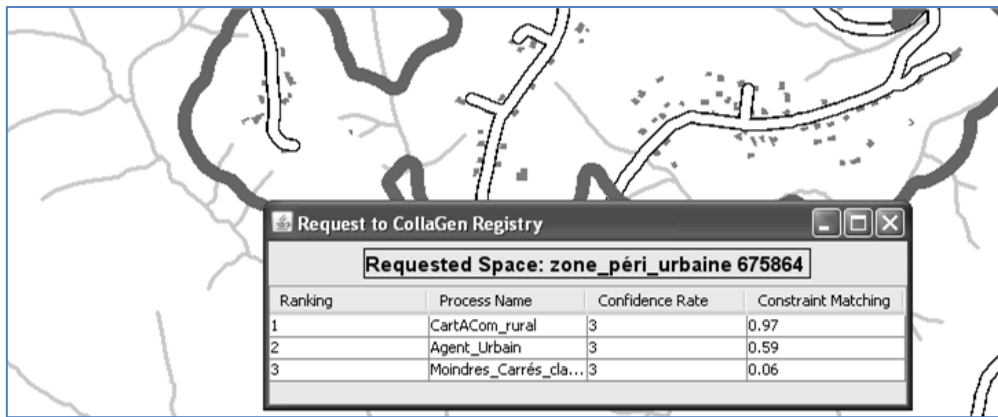 Request to CollaGen Registry
Requested Space: zone_péri_urbaine 675864
Ranking Process Name Confidence Rate Constraint Matching
1 CartACom_rural 3 0.97
2 Agent_Urbain 3 0.59
3 Moindres_Carrés_cla... 3 0.06